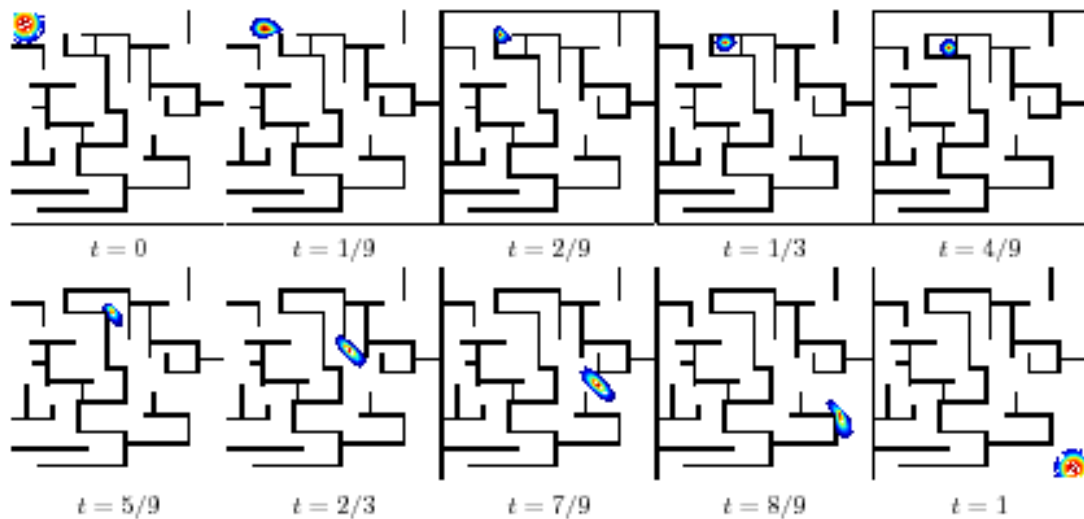 t = 0 t = 1/9 t = 2/9 t = 1/3 t = 4/9
t = 5/9 t = 2/3 t = 7/9 t = 8/9 t = 1